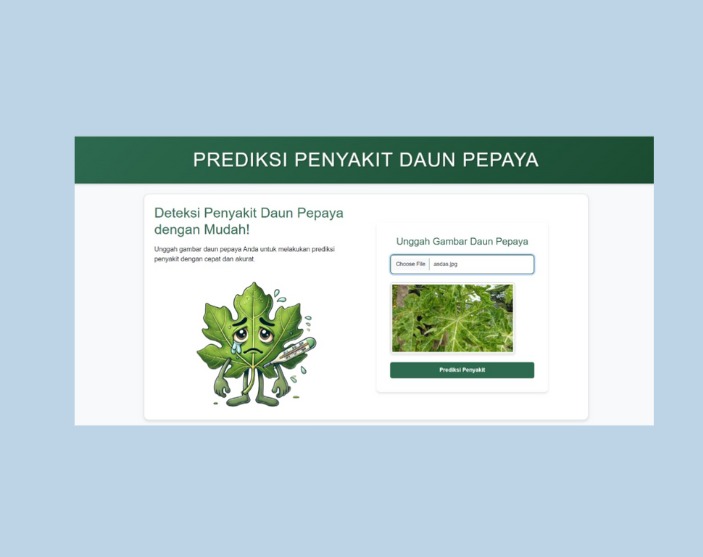 PREDIKSI PENYAKIT DAUN PEPAYA
Deteksi Penyakit Daun Pepaya
dengan Mudah!
Unggah gambar daun pepaya Anda untuk melakukan prediksi
penyakit dengan cepat dan akurat.
Unggah Gambar Daun Pepaya
Choose File andas.jpg
Prediksi Penyakit